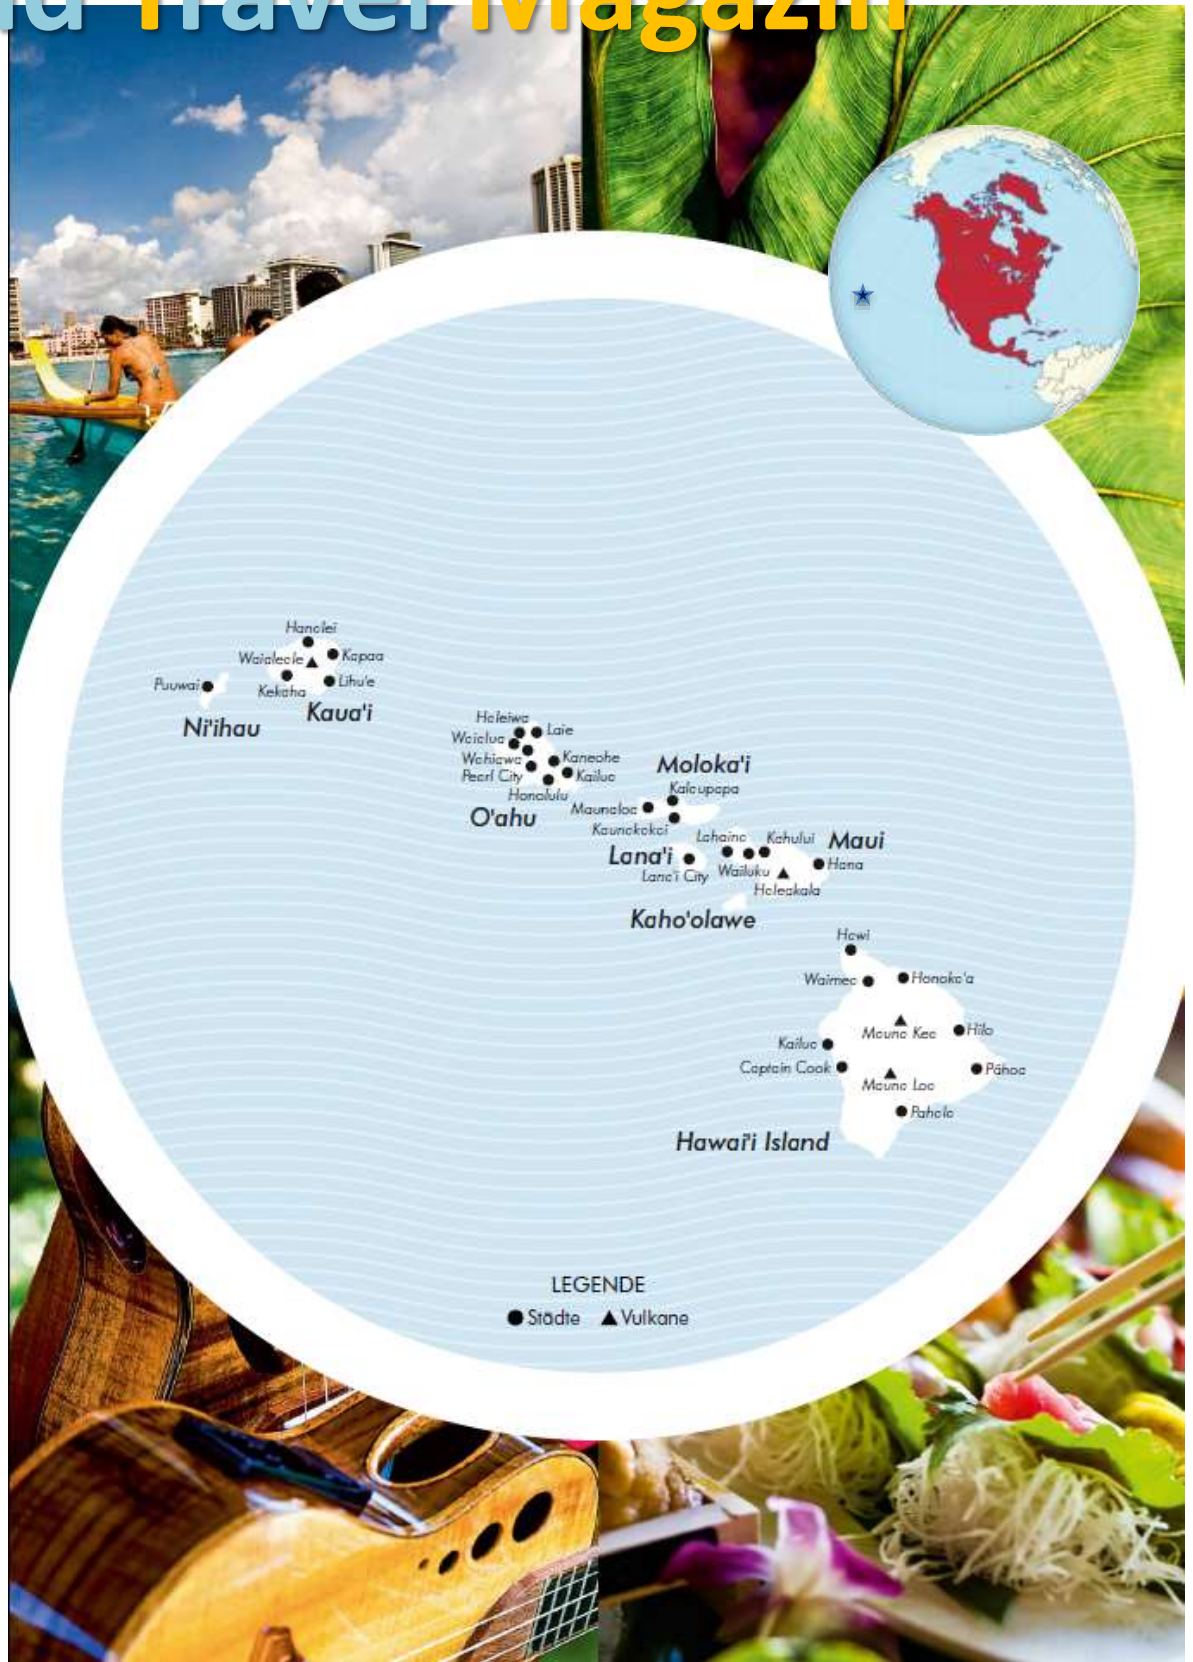 Travel Magazin
Hanalei
Waialeale
Kapaa
Puuwai
Kekaha
Lihu'e
Ni'ihau
Kaua'i
Haleiwa
Laie
Waialua
Wahiawa
Kaneohe
Pearl City
Kailua
Honolulu
O'ahu
Moloka'i
Kalaupapa
Maunaloa
Kaunakakai
Lahaina
Kahului
Maui
Lana'i
Wailuku
Hana
Lana'i City
Haleakala
Kaho'olawe
Hawi
Waimea
Honoka'a
Mauna Kea
Hilo
Kailua
Captain Cook
Pāhoa
Mauna Loa
Pahala
Hawai'i Island
LEGENDE
Städte
Vulkane